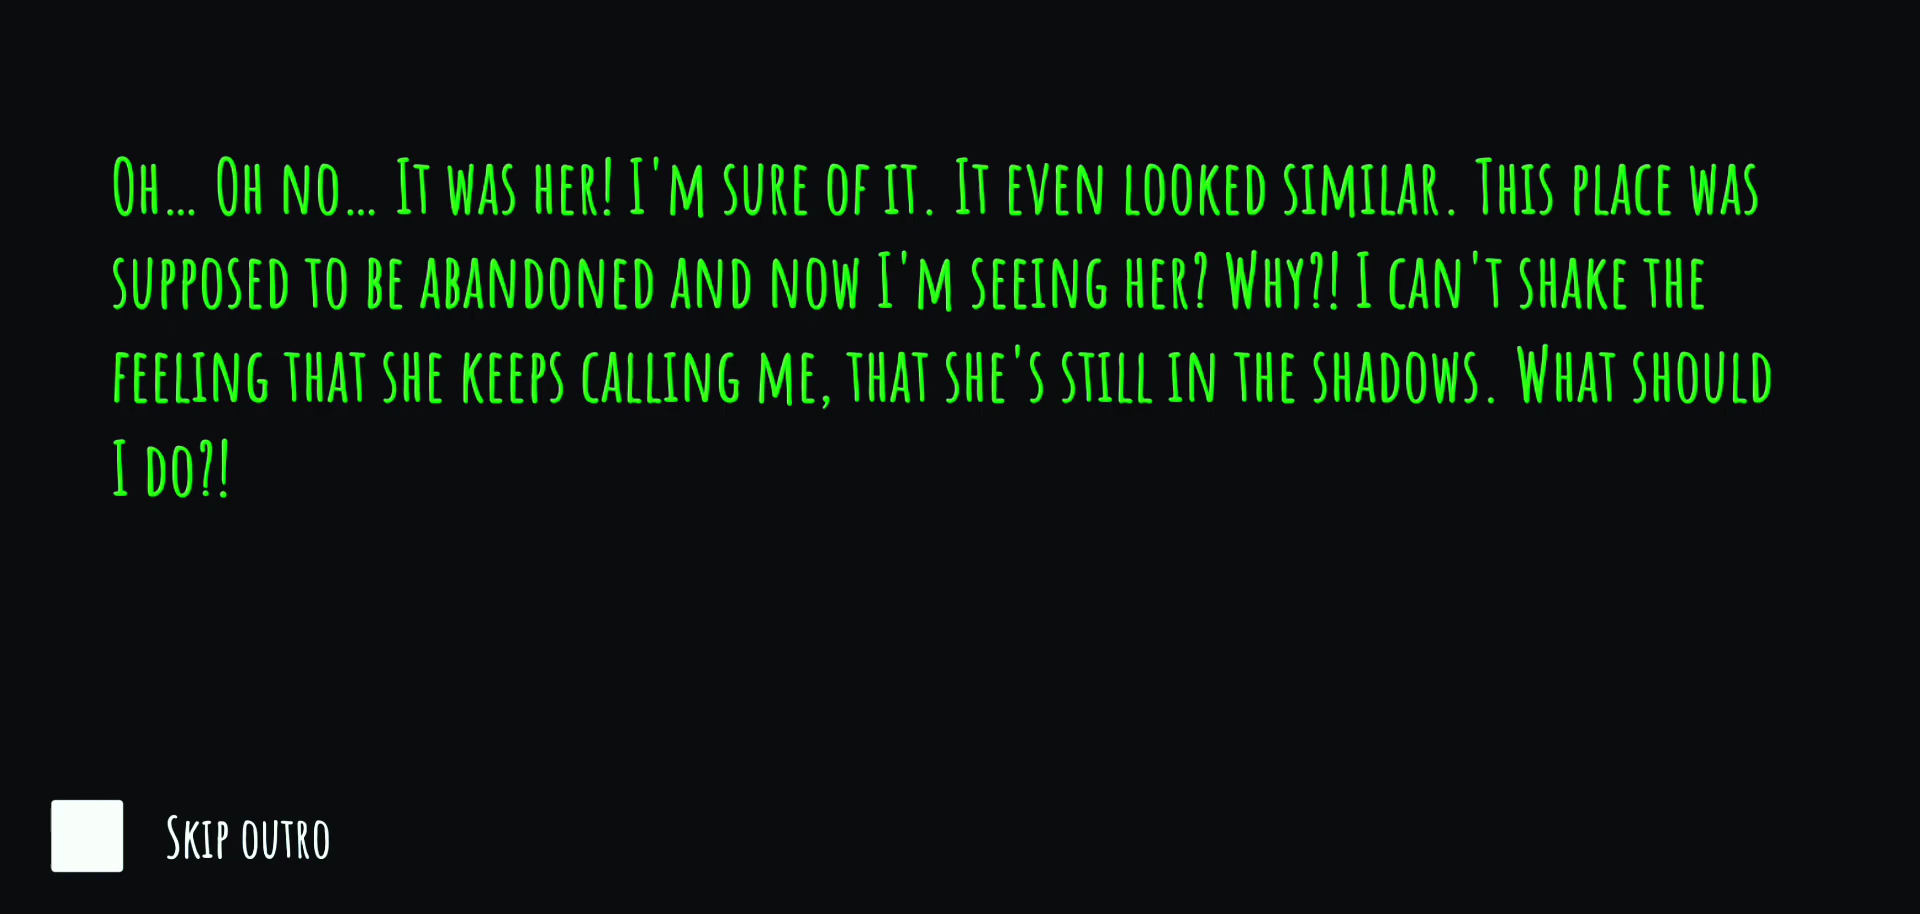 Oh... Oh no... It was her! I'm sure of it. It even looked similar. This place was
supposed to be abandoned and now I'm seeing her? Why?! I can't shake the
feeling that she keeps calling me, that she's still in the shadows. What should
I do?!
Skip outro